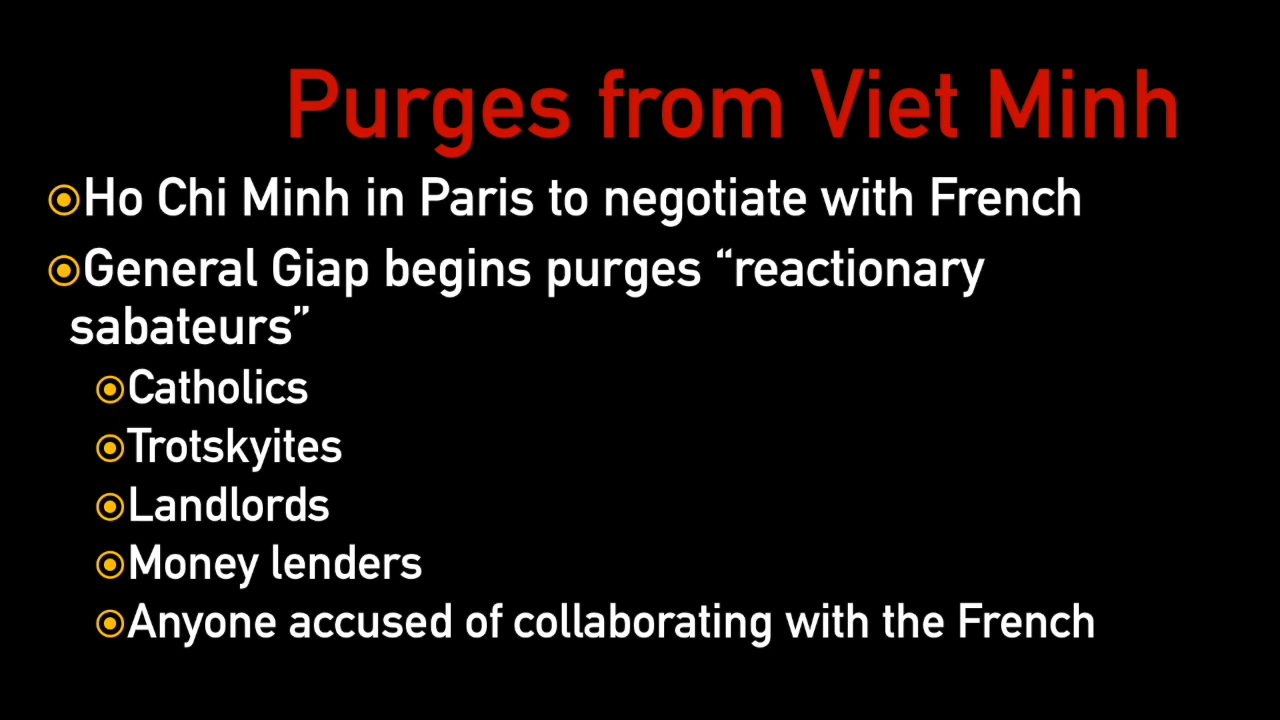 Purges from Viet Minh
Ho Chi Minh in Paris to negotiate with French
General Giap begins purges “reactionary
sabateurs”
Catholics
Trotskyites
Landlords
Money lenders
Anyone accused of collaborating with the French